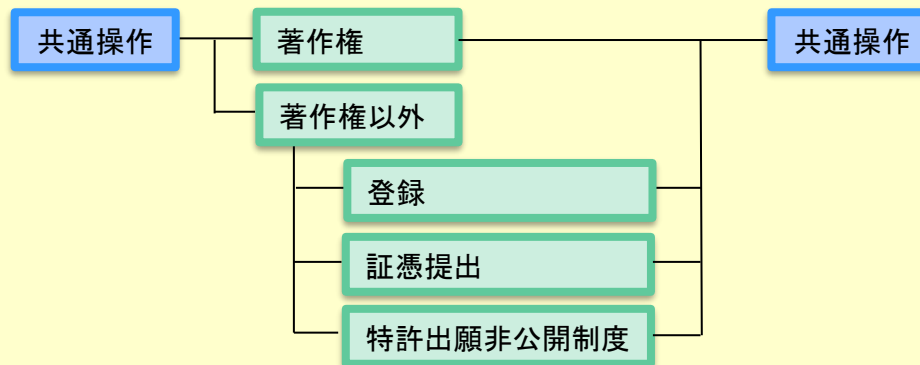 共通操作
著作権
共通操作
著作権以外
登録
証憑提出
特許出願非公開制度